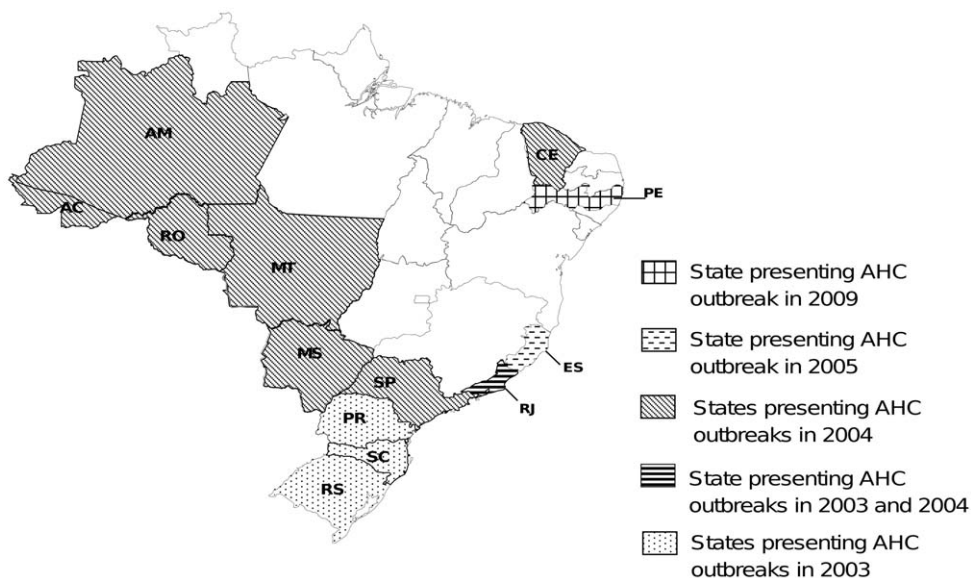 AM
CE
PE
AC
RO
MT
MS
SP
ES
RJ
PR
SC
RS
State presenting AHC
outbreak in 2009
State presenting AHC
outbreak in 2005
States presenting AHC
outbreaks in 2004
State presenting AHC
outbreaks in 2003 and 2004
States presenting AHC
outbreaks in 2003